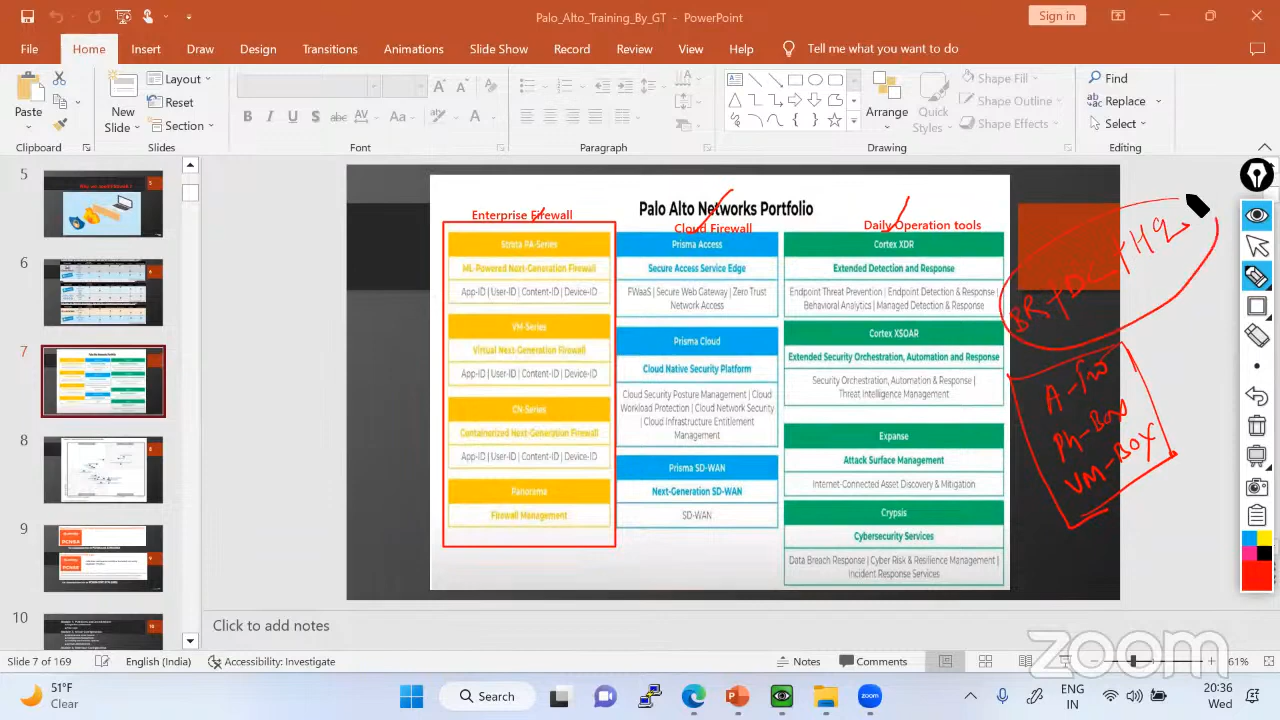 Palo_Alto_Training_By_GT - PowerPoint
Sign in
File Home Insert Draw Design Transitions Animations Slide Show Record Review View Help Tell me what you want to do
Paste
Clipboard
New Slide
Layout
Reset
Section
Slides
B I U S
Aa
Font
Paragraph
Arrange
Quick Styles
Shape Fill
Shape Outline
Shape Effects
Drawing
Find
Replace
Select
Editing
5
8
9
10
Palo Alto Networks Portfolio
Enterprise Firewall
Strata PA-Series
ML-Powered Next-Generation Firewall
App-ID | User-ID | Content-ID | Device-ID
VM-Series
Virtual Next-Generation Firewall
App-ID | User-ID | Content-ID | Device-ID
CN-Series
Containerized Next-Generation Firewall
App-ID | User-ID | Content-ID | Device-ID
Panorama
Firewall Management
Cloud Firewall
Prisma Access
Secure Access Service Edge
FWaaS | Secure Web Gateway | Zero Trust
Network Access
Prisma Cloud
Cloud Native Security Platform
Cloud Security Posture Management | Cloud
Workload Protection | Cloud Network Security
| Cloud Infrastructure Entitlement
Management
Prisma SD-WAN
Next-Generation SD-WAN
SD-WAN
Daily Operation tools
Cortex XDR
Extended Detection and Response
Endpoint Threat Prevention | Endpoint Detection & Response |
Behavioral Analytics | Managed Detection & Response
Cortex XSOAR
Extended Security Orchestration, Automation and Response
Security Orchestration, Automation & Response |
Threat Intelligence Management
Expanse
Attack Surface Management
Internet-Connected Asset Discovery & Mitigation
Crypsis
Cybersecurity Services
Data Breach Response | Cyber Risk & Resilience Management |
Incident Response Services
BR+DC+HQ
Ph-Box
VM-BOX
Click to add notes
zoom
Slide 7 of 169 English (India) Accessibility: Investigate Notes Comments 61%
51°F
Clear
Search
zoom
ENG
IN
20:36
Wed